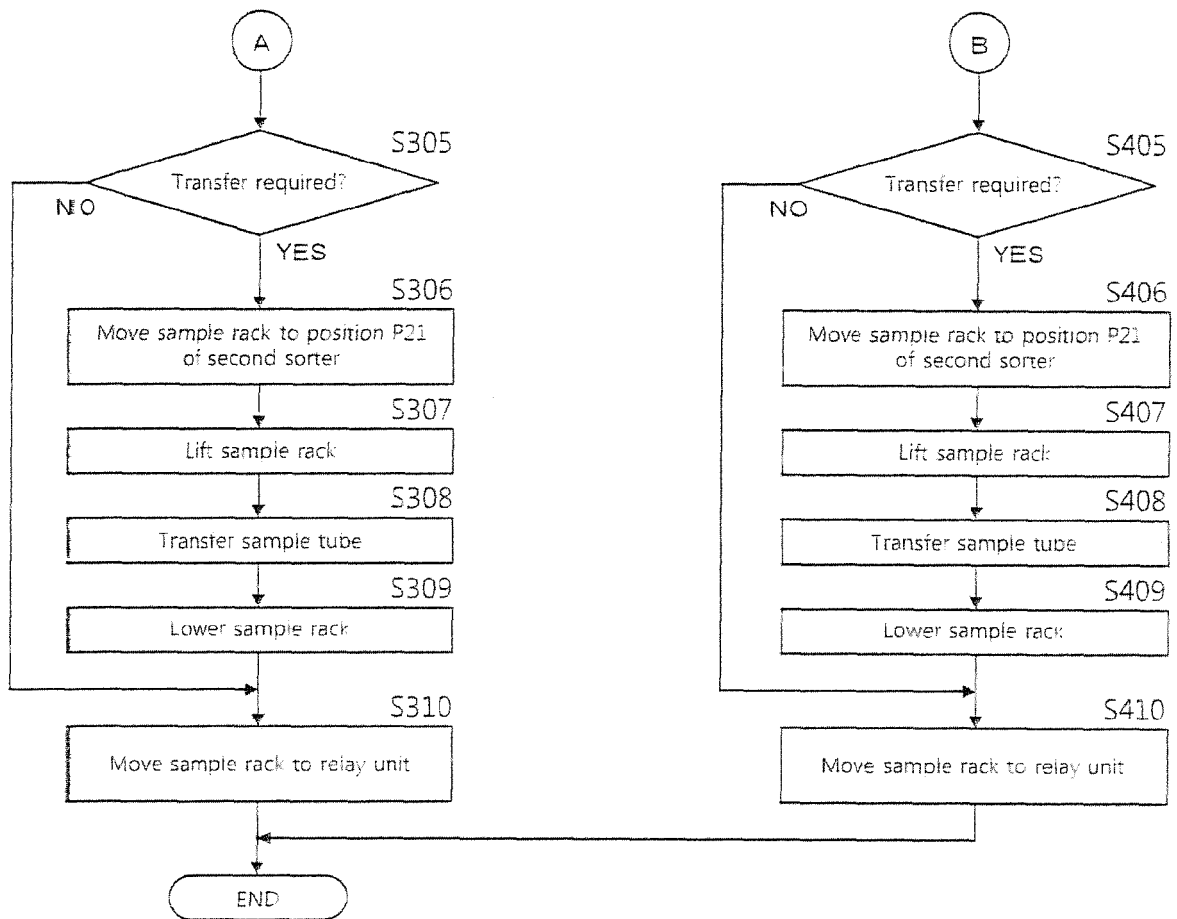 A
S305
Transfer required?
NO
YES
S306
Move sample rack to position P21
of second sorter
S307
Lift sample rack
S308
Transfer sample tube
S309
Lower sample rack
S310
Move sample rack to relay unit
END
B
S405
Transfer required?
NO
YES
S406
Move sample rack to position P21
of second sorter
S407
Lift sample rack
S408
Transfer sample tube
S409
Lower sample rack
S410
Move sample rack to relay unit